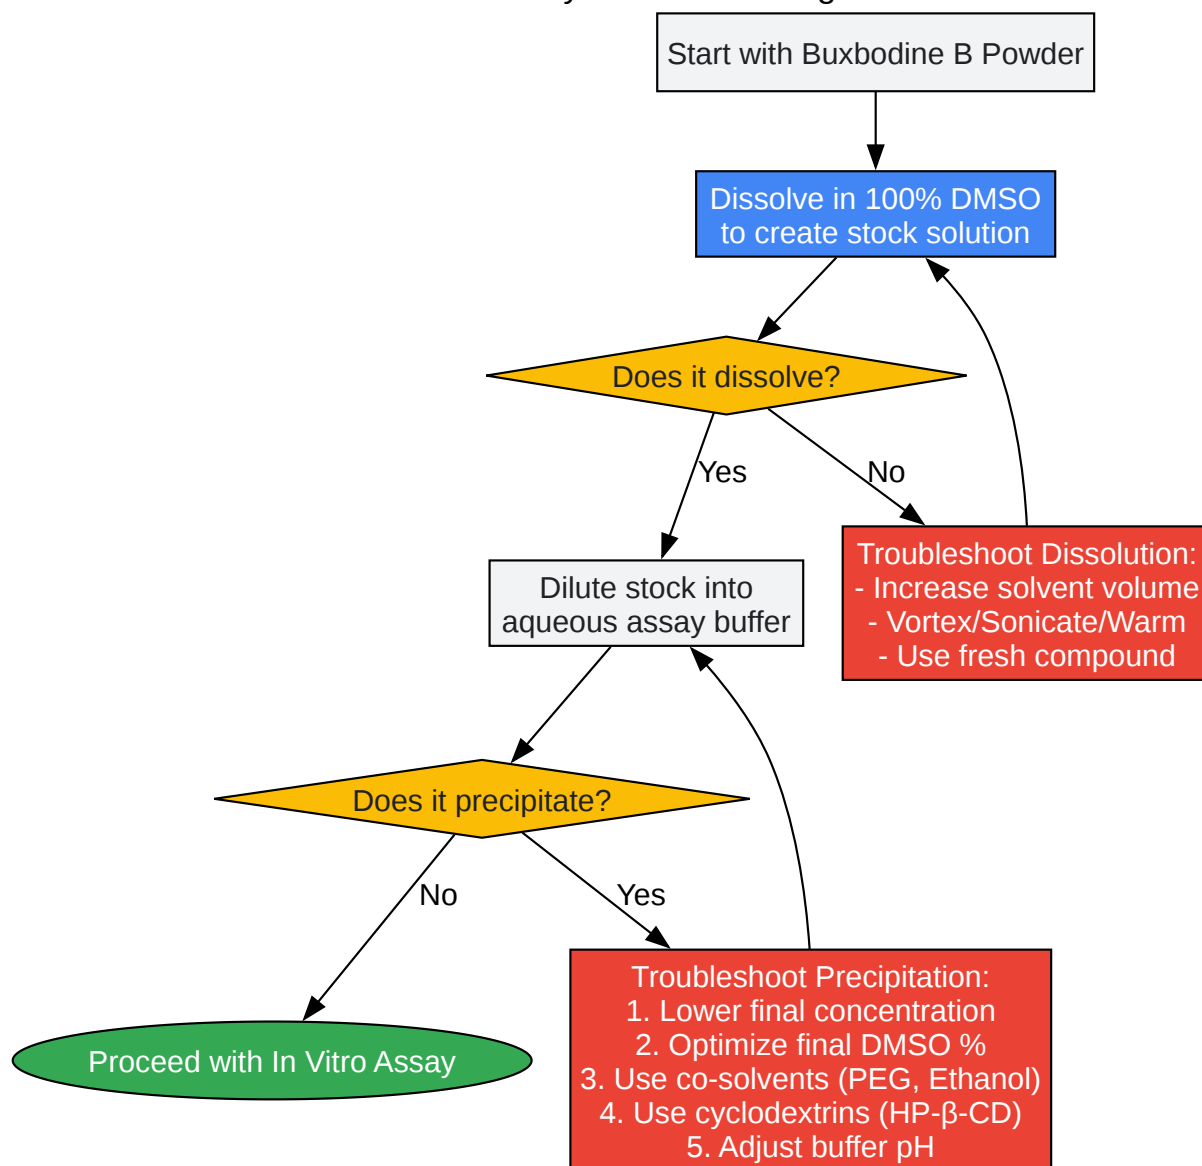 Start with Buxbodine B Powder
Dissolve in 100% DMSO
to create stock solution
Does it dissolve?
Yes
No
Troubleshoot Dissolution:
- Increase solvent volume
- Vortex/Sonicate/Warm
- Use fresh compound
Dilute stock into
aqueous assay buffer
Does it precipitate?
No
Yes
Troubleshoot Precipitation:
1. Lower final concentration
2. Optimize final DMSO %
3. Use co-solvents (PEG, Ethanol)
4. Use cyclodextrins (HP-β-CD)
5. Adjust buffer pH
Proceed with In Vitro Assay